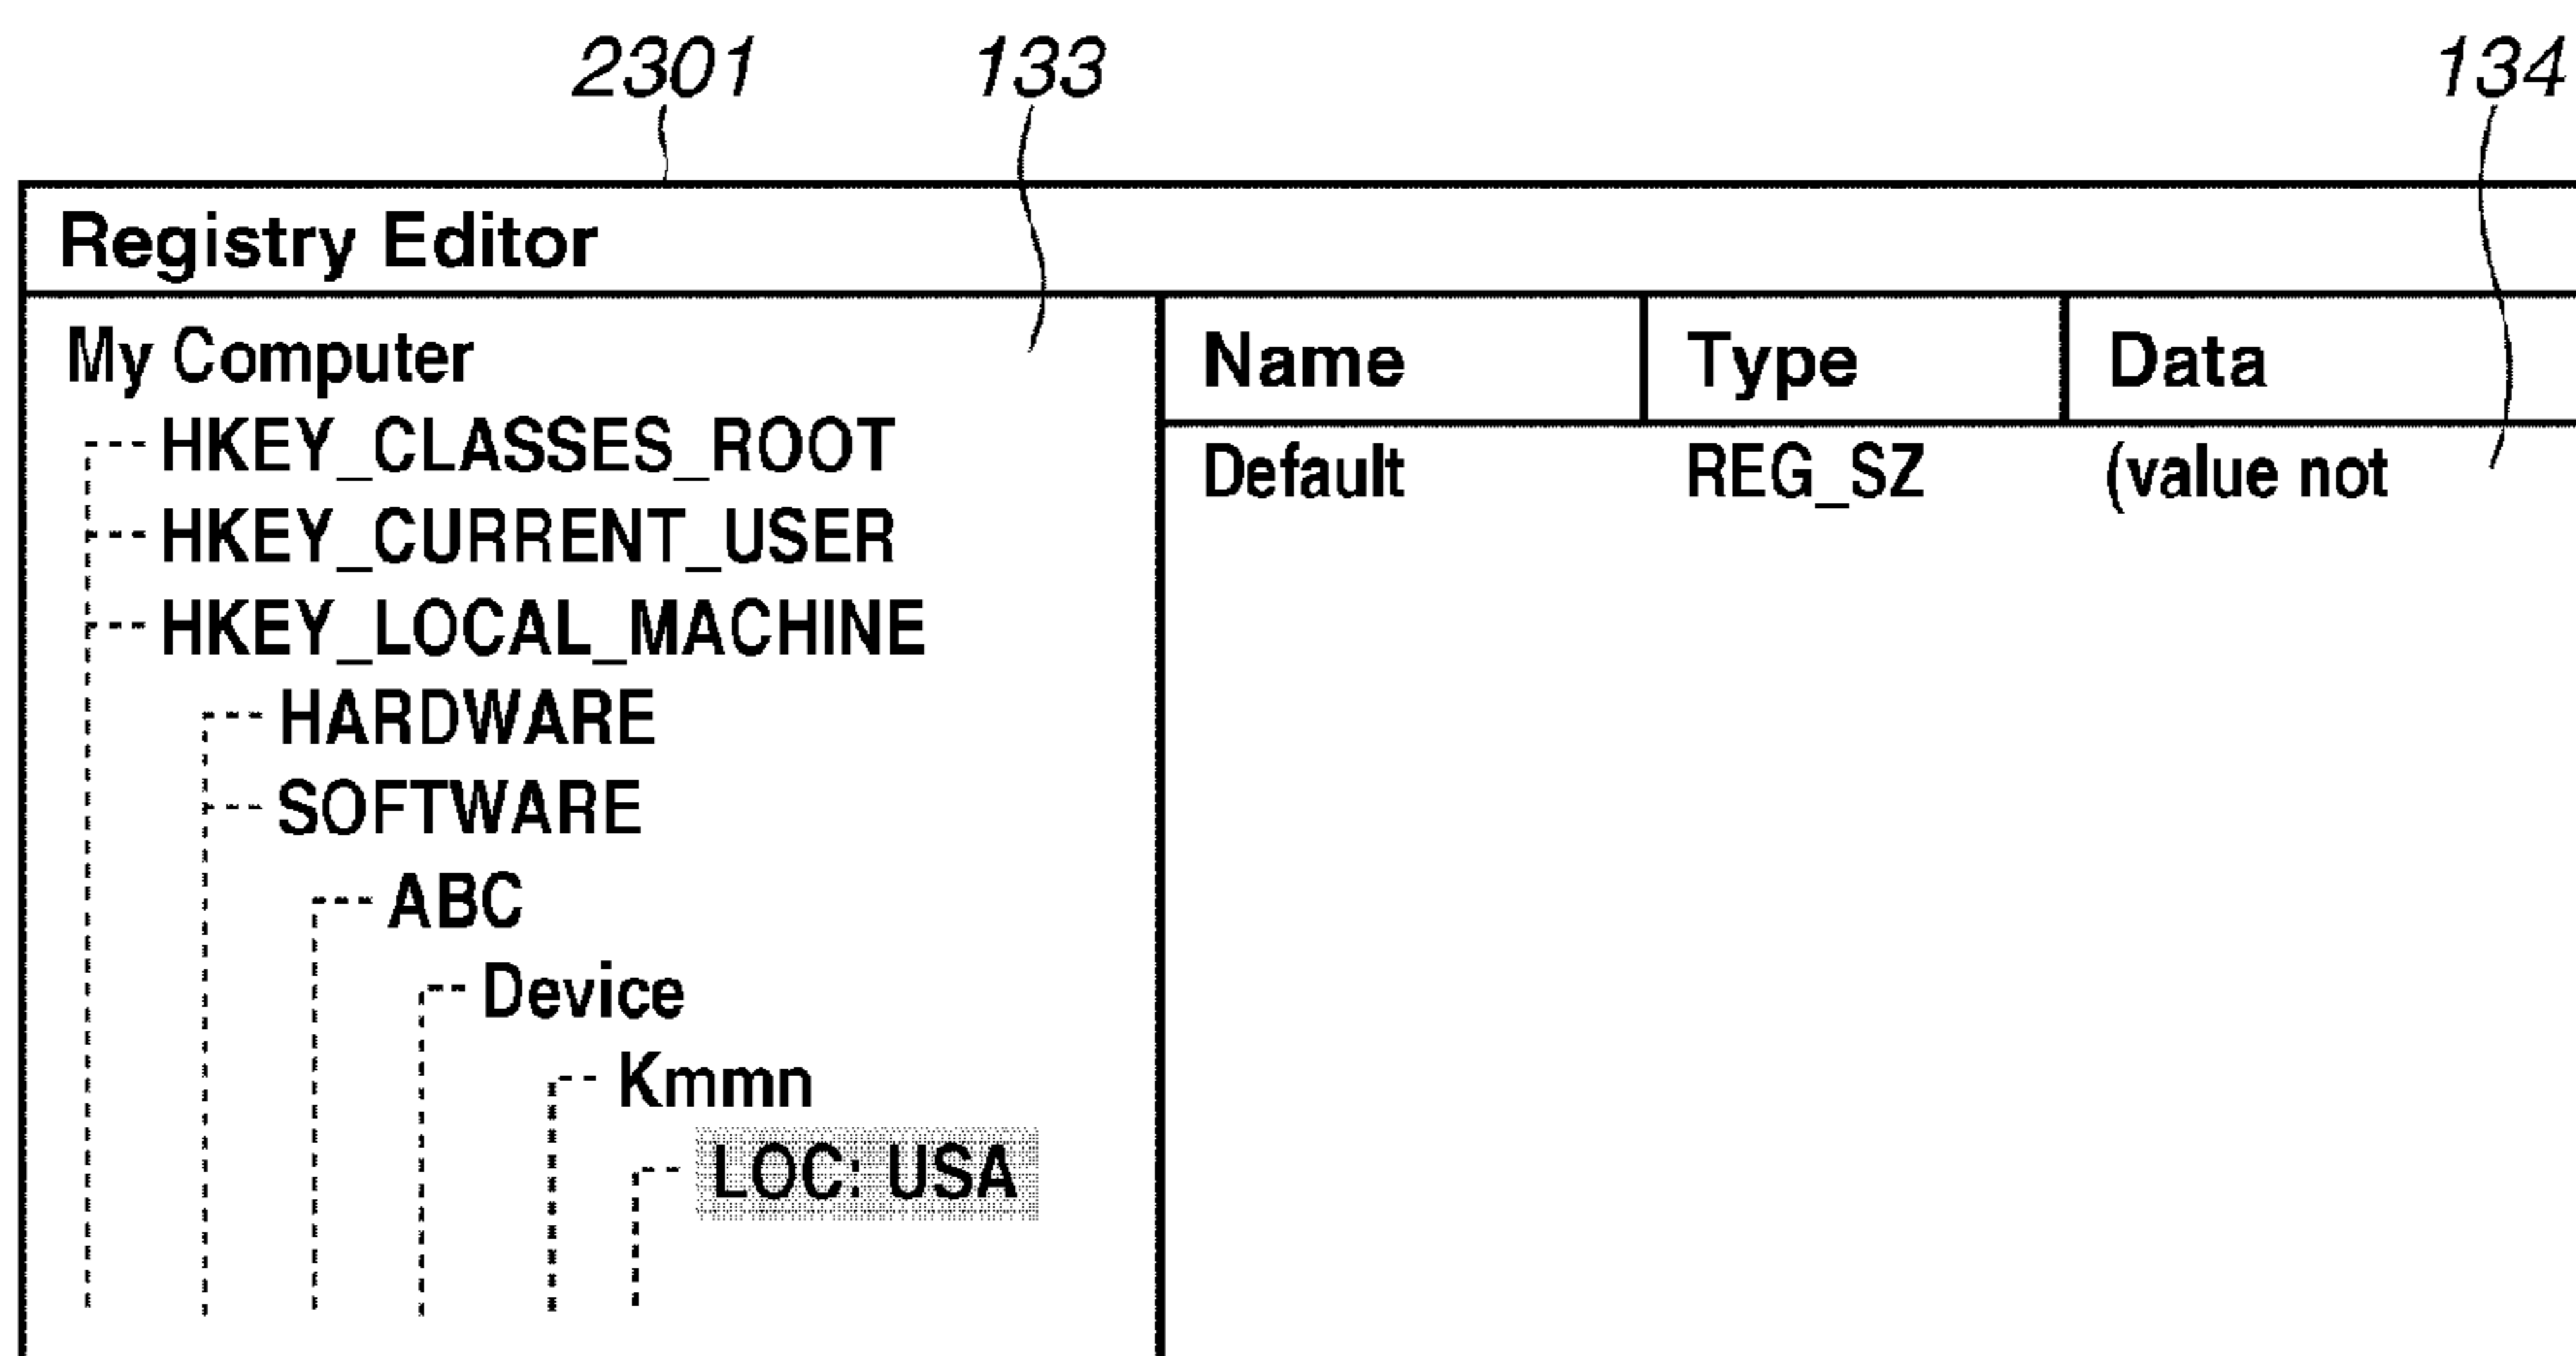 2301 133 134
Registry Editor
My Computer
HKEY_CLASSES_ROOT
HKEY_CURRENT_USER
HKEY_LOCAL_MACHINE
HARDWARE
SOFTWARE
ABC
Device
Kmmn
LOC: USA
Name Type Data
Default REG_SZ (value not